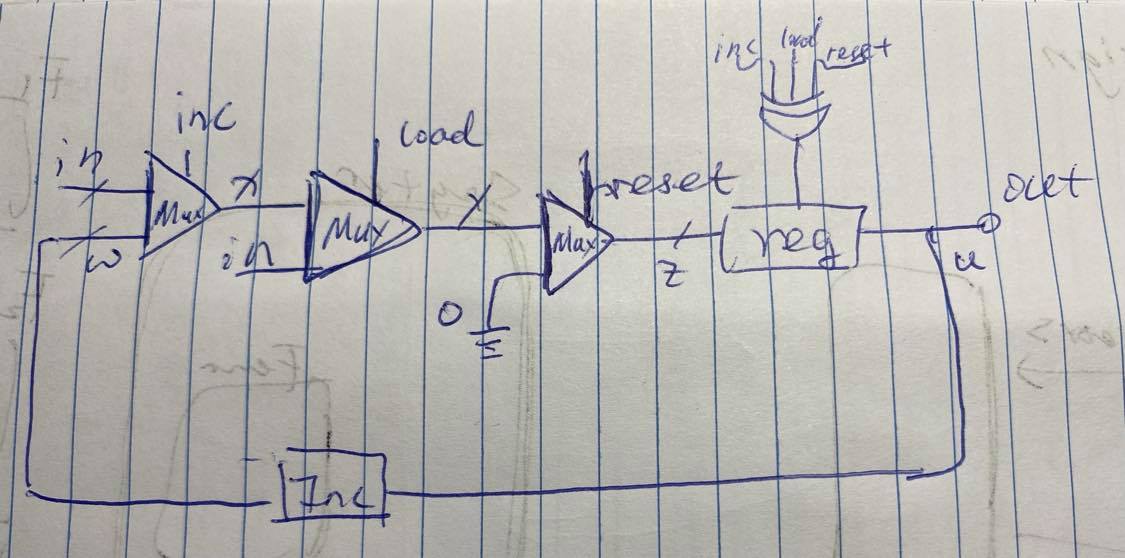 inc load reset
inc
load
in
x
y
reset
out
Mux
Mux
Mux
reg
w
in
z
u
0
Inc